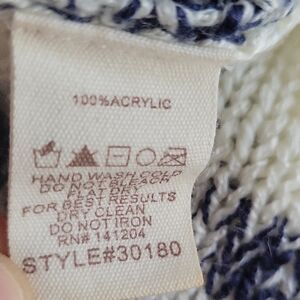 100%ACRYLIC
HAND WASH COLD
DO NOT BLEACH
FLAT DRY
FOR BEST RESULTS
DRY CLEAN
DO NOT IRON
RN# 141204
STYLE#30180